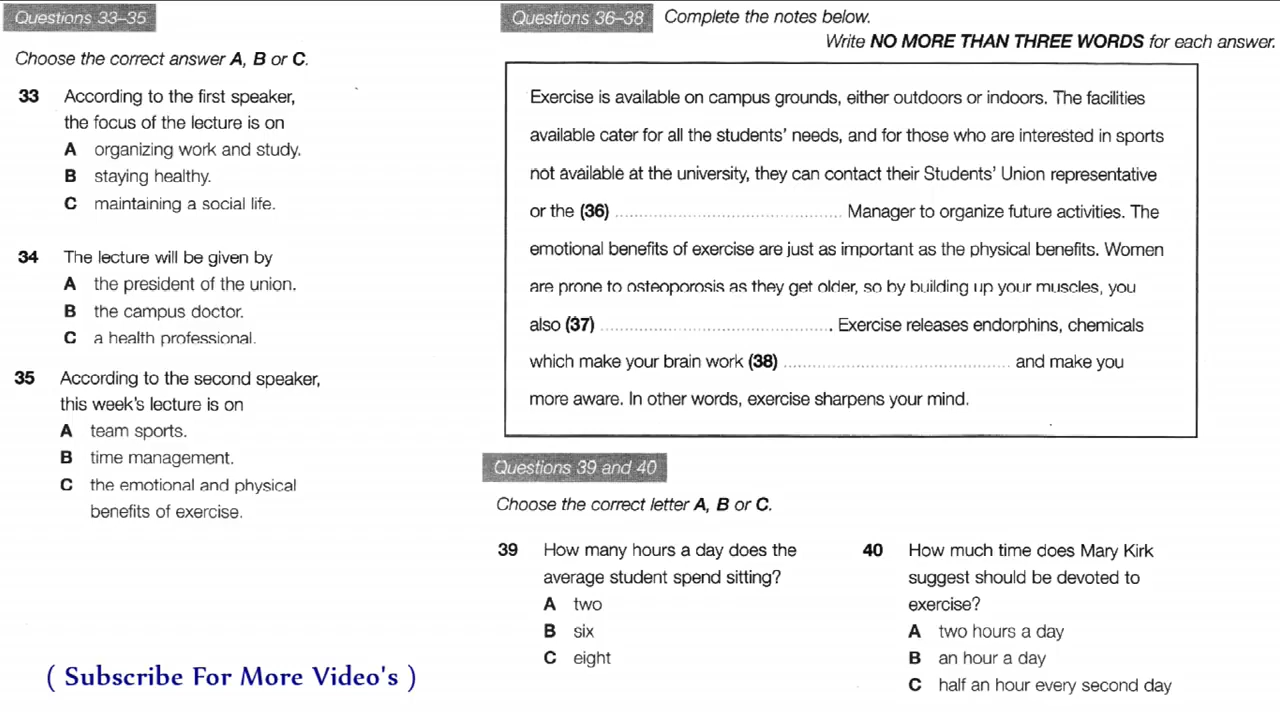 Questions 33–35
Choose the correct answer A, B or C.
33 According to the first speaker,
the focus of the lecture is on
A organizing work and study.
B staying healthy.
C maintaining a social life.
34 The lecture will be given by
A the president of the union.
B the campus doctor.
C a health professional.
35 According to the second speaker,
this week's lecture is on
A team sports.
B time management.
C the emotional and physical
benefits of exercise.
( Subscribe For More Video's )
Questions 36–38 Complete the notes below.
Write NO MORE THAN THREE WORDS for each answer.
Exercise is available on campus grounds, either outdoors or indoors. The facilities
available cater for all the students' needs, and for those who are interested in sports
not available at the university, they can contact their Students' Union representative
or the (36) ........................................ Manager to organize future activities. The
emotional benefits of exercise are just as important as the physical benefits. Women
are prone to osteoporosis as they get older, so by building up your muscles, you
also (37) ........................................ . Exercise releases endorphins, chemicals
which make your brain work (38) ........................................ and make you
more aware. In other words, exercise sharpens your mind.
Questions 39 and 40
Choose the correct letter A, B or C.
39 How many hours a day does the
average student spend sitting?
A two
B six
C eight
40 How much time does Mary Kirk
suggest should be devoted to
exercise?
A two hours a day
B an hour a day
C half an hour every second day